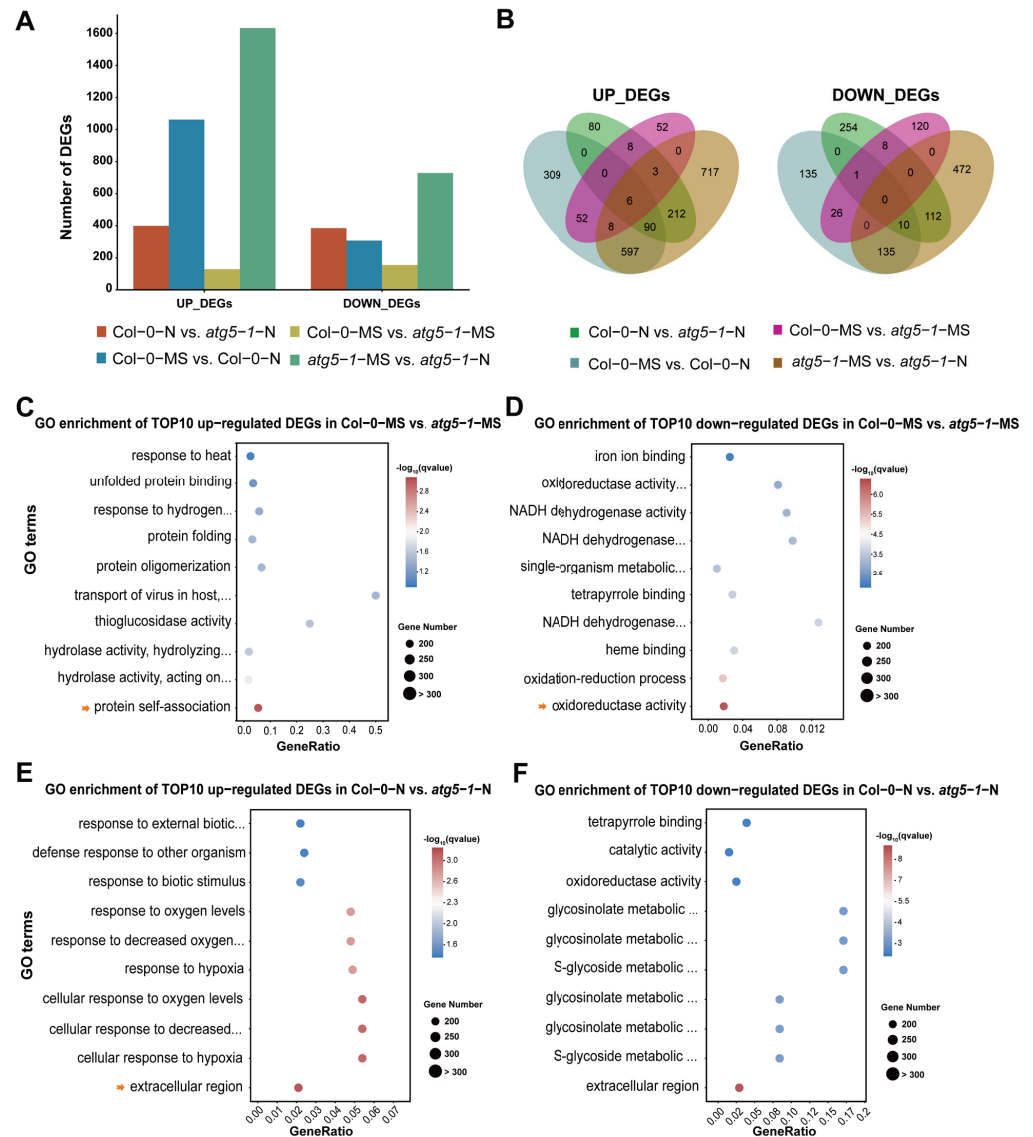 A
Number of DEGs
1600
1400
1200
1000
800
600
400
200
0
UP_DEGs
DOWN_DEGs
Col−0−N vs. atg5−1−N
Col−0−MS vs. atg5−1−MS
Col−0−MS vs. Col−0−N
atg5−1−MS vs. atg5−1−N
B
UP_DEGs
80
52
0
8
0
309
0
3
717
6
52
8
90
212
597
DOWN_DEGs
254
120
0
8
0
135
1
0
472
0
26
0
10
112
135
Col−0−N vs. atg5−1−N
Col−0−MS vs. atg5−1−MS
Col−0−MS vs. Col−0−N
atg5−1−MS vs. atg5−1−N
C
GO enrichment of TOP10 up−regulated DEGs in Col−0−MS vs. atg5−1−MS
GO terms
response to heat
unfolded protein binding
response to hydrogen...
protein folding
protein oligomerization
transport of virus in host,...
thioglucosidase activity
hydrolase activity, hydrolyzing...
hydrolase activity, acting on...
protein self−association
0.0 0.1 0.2 0.3 0.4 0.5
GeneRatio
-log10(qvalue)
2.8
2.4
2.0
1.6
1.2
Gene Number
200
250
300
> 300
D
GO enrichment of TOP10 down−regulated DEGs in Col−0−MS vs. atg5−1−MS
iron ion binding
oxidoreductase activity...
NADH dehydrogenase activity
NADH dehydrogenase...
single−organism metabolic...
tetrapyrrole binding
NADH dehydrogenase...
heme binding
oxidation−reduction process
oxidoreductase activity
0.00 0.04 0.08 0.012
GeneRatio
-log10(qvalue)
6.0
5.5
4.5
3.5
Gene Number
200
250
300
> 300
E
GO enrichment of TOP10 up−regulated DEGs in Col−0−N vs. atg5−1−N
GO terms
response to external biotic...
defense response to other organism
response to biotic stimulus
response to oxygen levels
response to decreased oxygen...
response to hypoxia
cellular response to oxygen levels
cellular response to decreased...
cellular response to hypoxia
extracellular region
0.00 0.01 0.02 0.03 0.04 0.05 0.06 0.07
GeneRatio
-log10(qvalue)
3.2
2.8
2.3
2.0
1.6
Gene Number
200
250
300
> 300
F
GO enrichment of TOP10 down−regulated DEGs in Col−0−N vs. atg5−1−N
tetrapyrrole binding
catalytic activity
oxidoreductase activity
glycosinolate metabolic ...
glycosinolate metabolic ...
S-glycoside metabolic ...
glycosinolate metabolic ...
glycosinolate metabolic ...
S-glycoside metabolic ...
extracellular region
0.00 0.02 0.05 0.08 0.10 0.12 0.15 0.17 0.2
GeneRatio
-log10(qvalue)
- 8
- 7
- 5.5
- 4
- 3
Gene Number
200
250
300
> 300